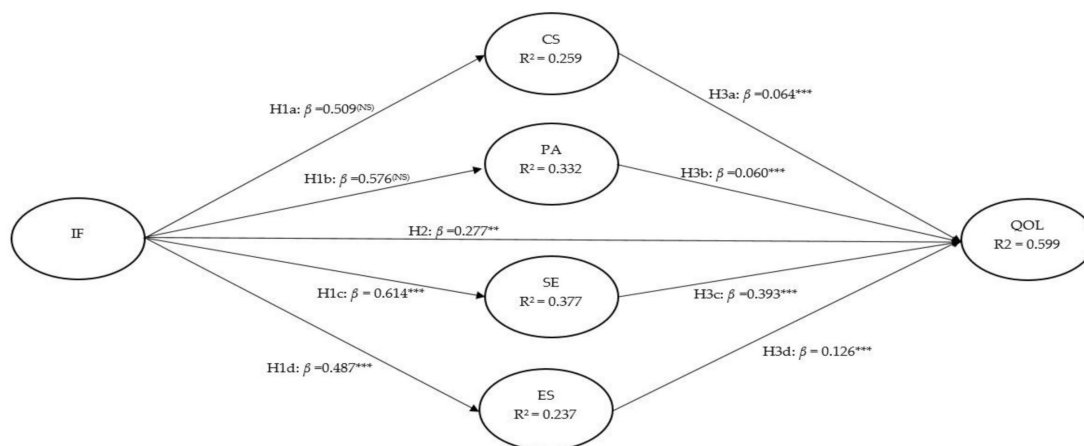 CS
R² = 0.259
H1a: β =0.509(NS)
H3a: β =0.064***
PA
R² = 0.332
H1b: β =0.576(NS)
H3b: β =0.060***
IF
H2: β =0.277**
QOL
R2 = 0.599
SE
R² = 0.377
H1c: β = 0.614***
H3c: β =0.393***
H1d: β =0.487***
H3d: β = 0.126***
ES
R² = 0.237